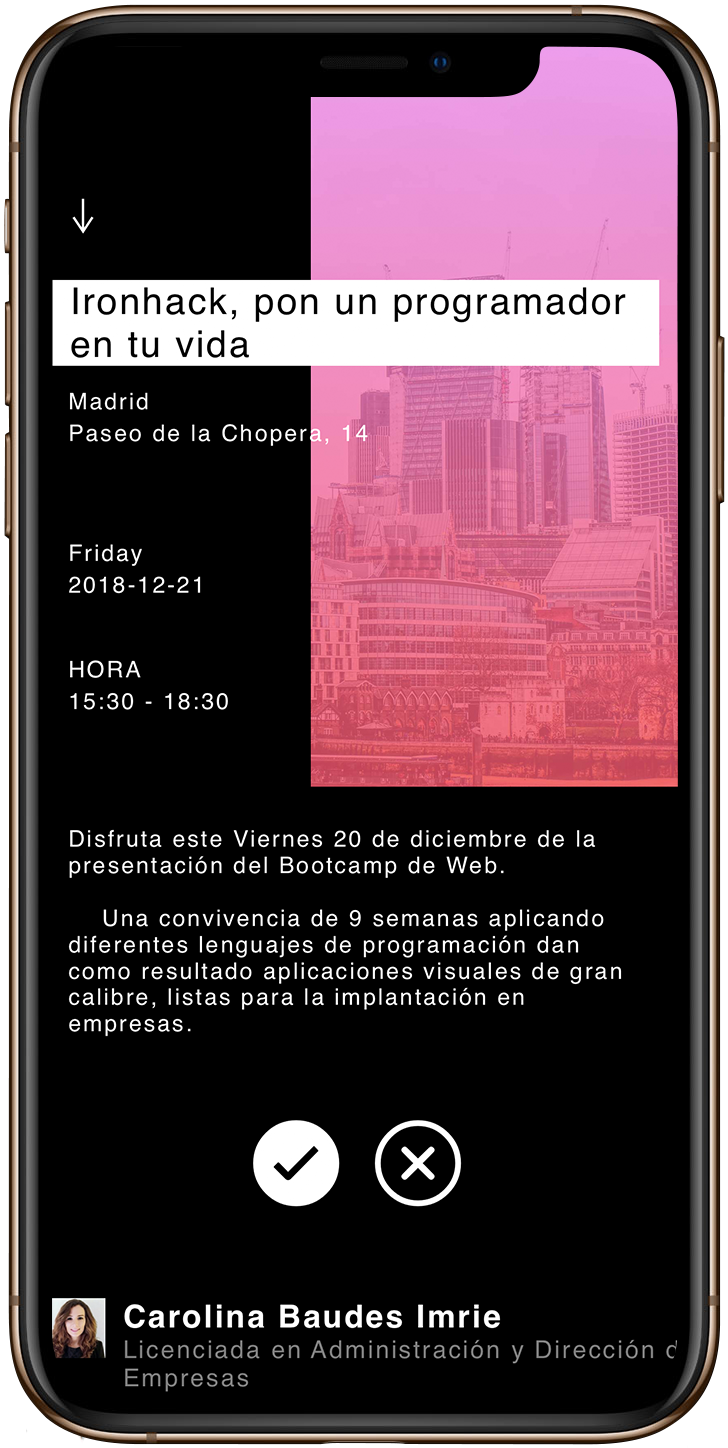 Ironhack, pon un programador
en tu vida
Madrid
Paseo de la Chopera, 14
Friday
2018-12-21
HORA
15:30 - 18:30
Disfruta este Viernes 20 de diciembre de la
presentación del Bootcamp de Web.
Una convivencia de 9 semanas aplicando
diferentes lenguajes de programación dan
como resultado aplicaciones visuales de gran
calibre, listas para la implantación en
empresas.
Carolina Baudes Imrie
Licenciada en Administración y Dirección
Empresas